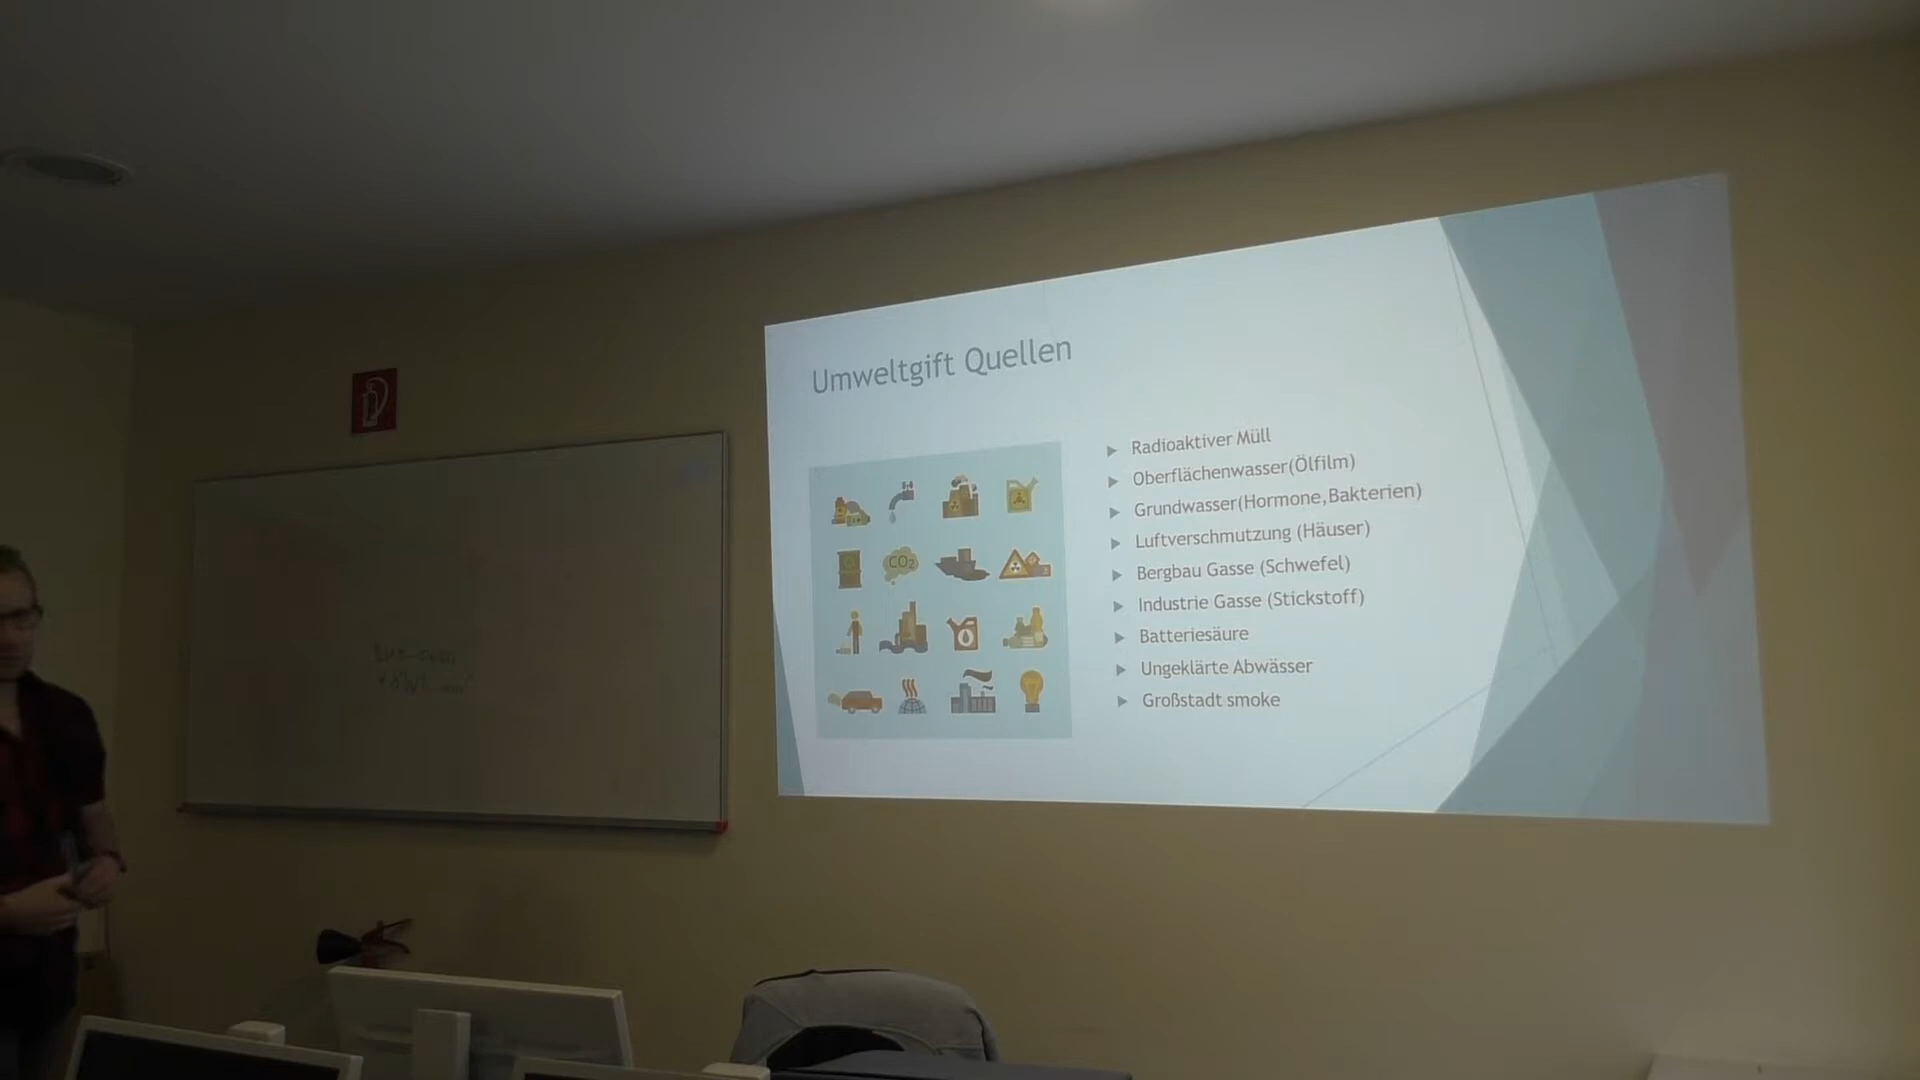 Umweltgift Quellen
Radioaktiver Müll
Oberflächenwasser(Ölfilm)
Grundwasser(Hormone,Bakterien)
Luftverschmutzung (Häuser)
Bergbau Gasse (Schwefel)
Industrie Gasse (Stickstoff)
Batteriesäure
Ungeklärte Abwässer
Großstadt smoke
CO2